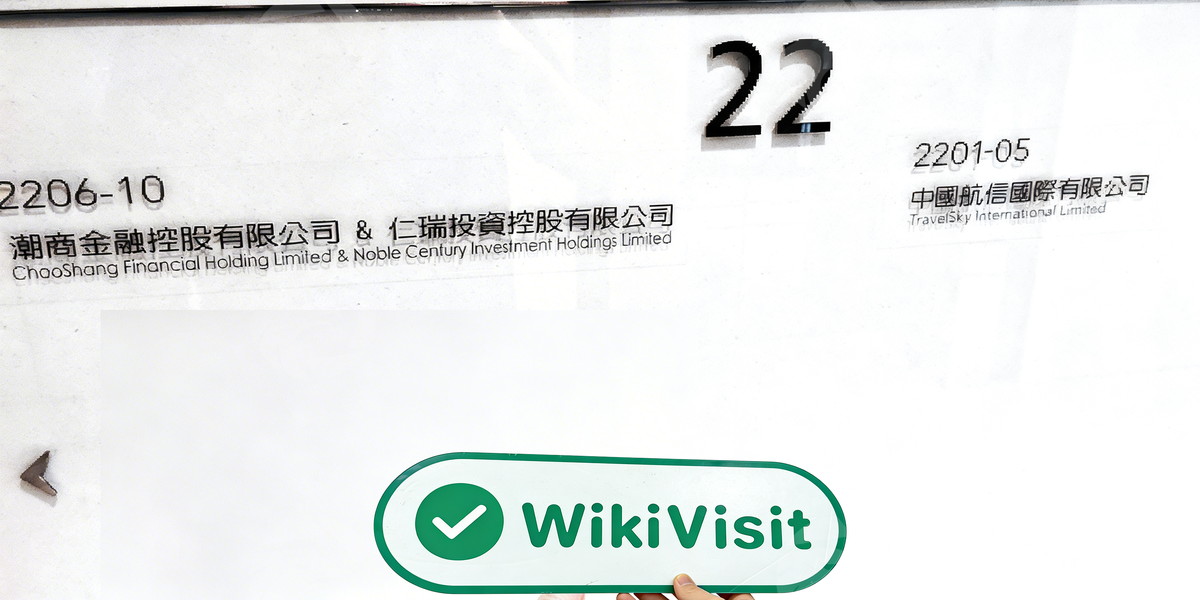 22
2206-10
潮商金融控股有限公司 & 仁瑞投資控股有限公司
ChaoShang Financial Holding Limited & Noble Century Investment Holdings Limited
2201-05
中國航信國際有限公司
TravelSky International Limited
WikiVisit